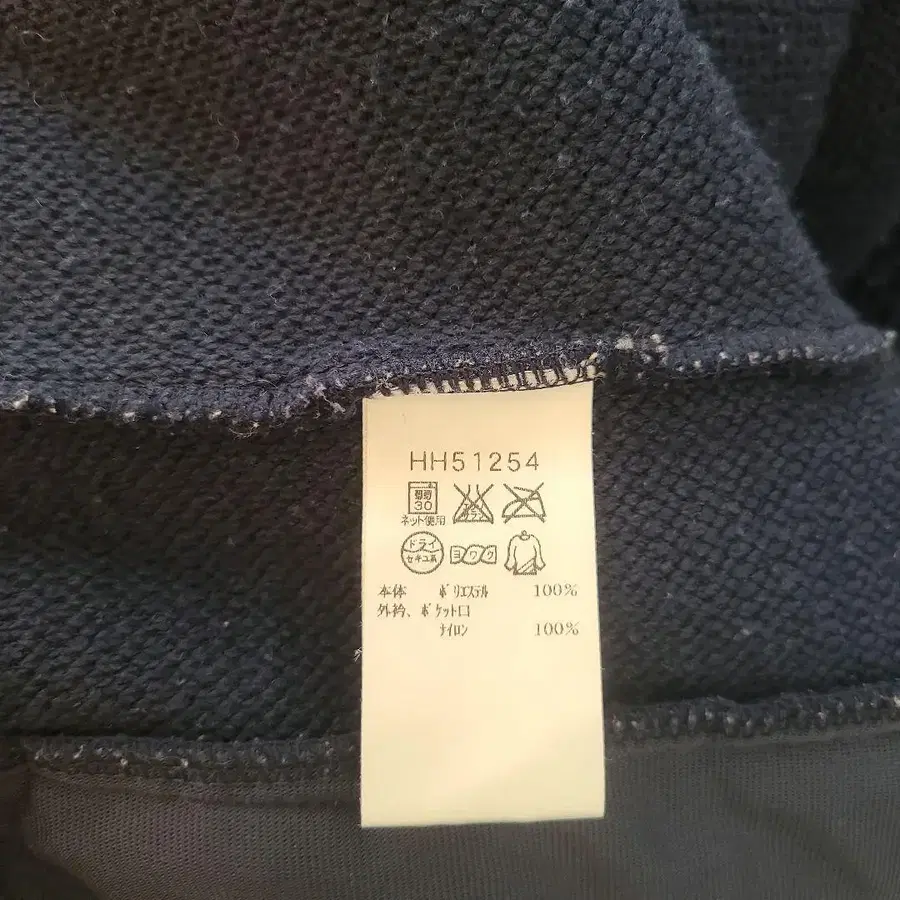 HH51254
30
ネット使用
ドライ
セキユ系
ヨワク
本体 ポリエステル 100%
外衿、ポケット口
ナイロン 100%